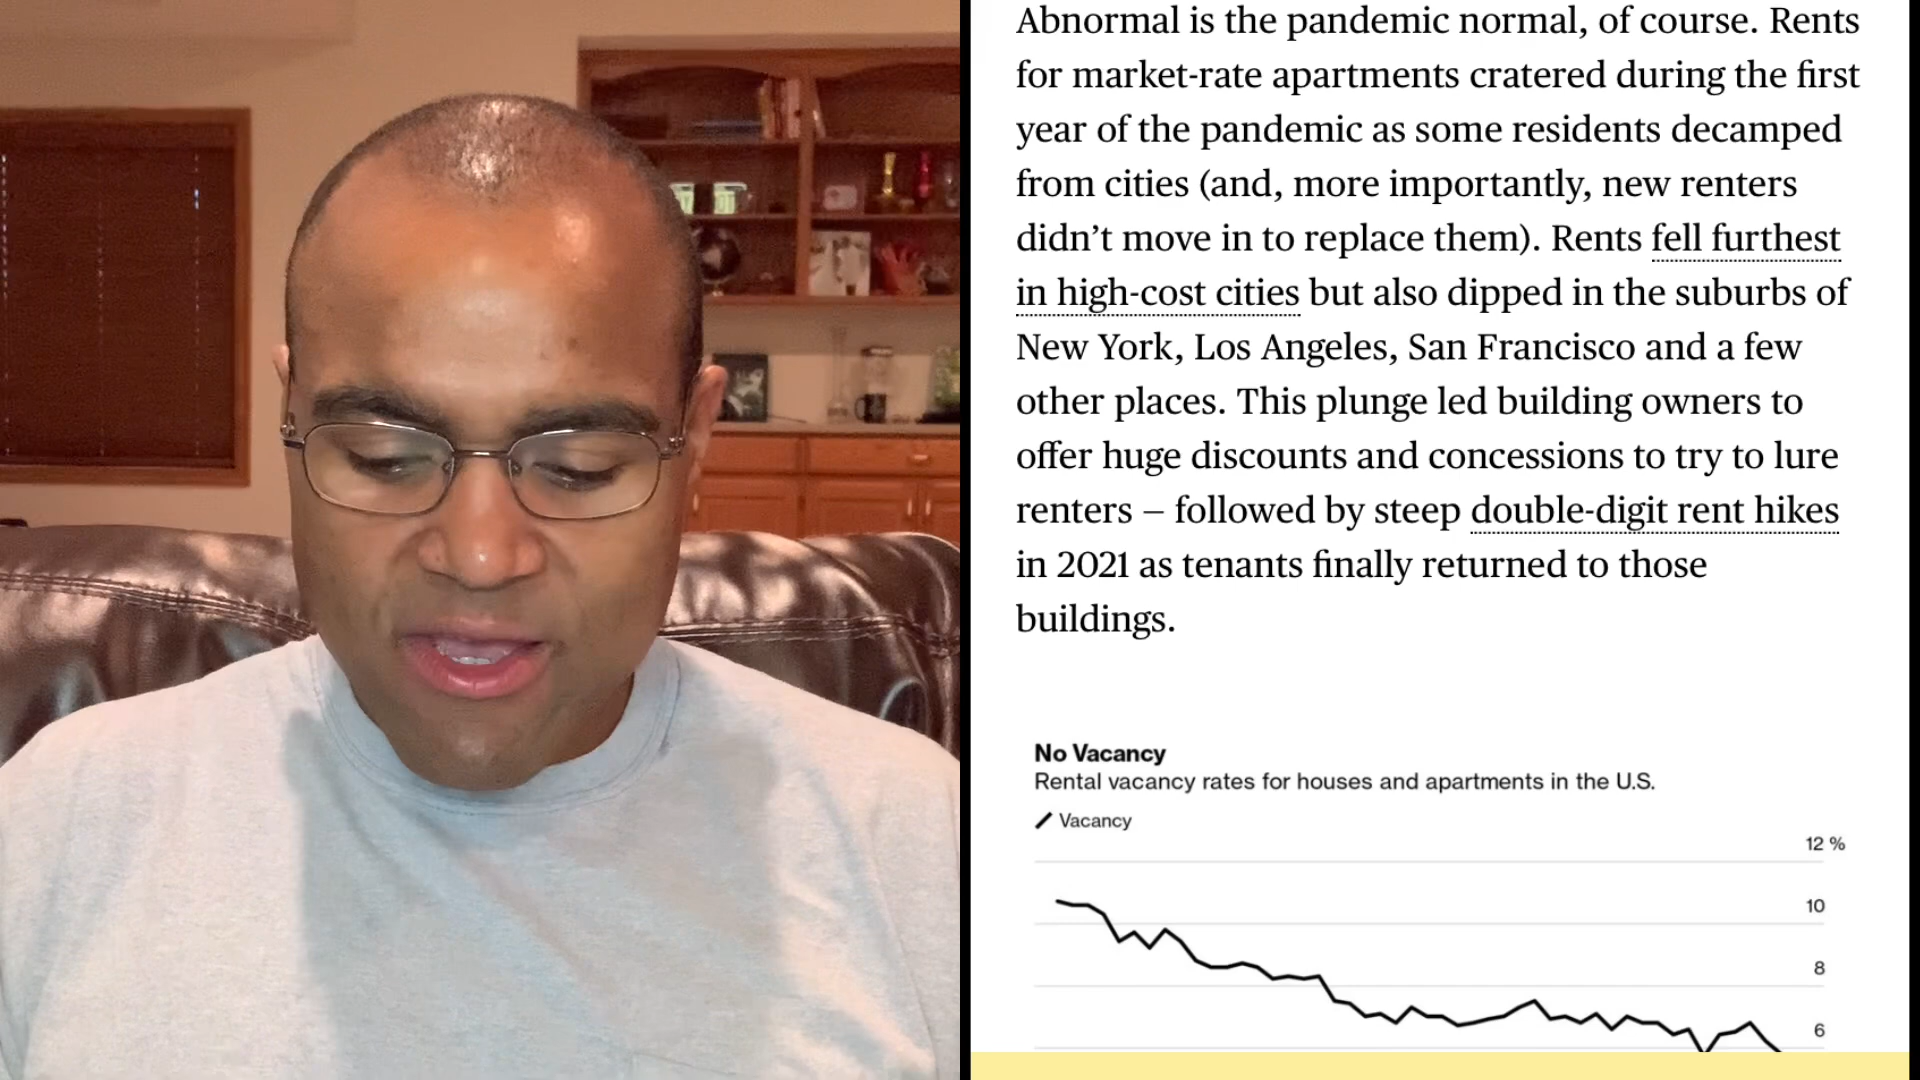 Abnormal is the pandemic normal, of course. Rents
for market-rate apartments cratered during the first
year of the pandemic as some residents decamped
from cities (and, more importantly, new renters
didn’t move in to replace them). Rents fell furthest
in high-cost cities but also dipped in the suburbs of
New York, Los Angeles, San Francisco and a few
other places. This plunge led building owners to
offer huge discounts and concessions to try to lure
renters – followed by steep double-digit rent hikes
in 2021 as tenants finally returned to those
buildings.
No Vacancy
Rental vacancy rates for houses and apartments in the U.S.
Vacancy
12 %
10
8
6